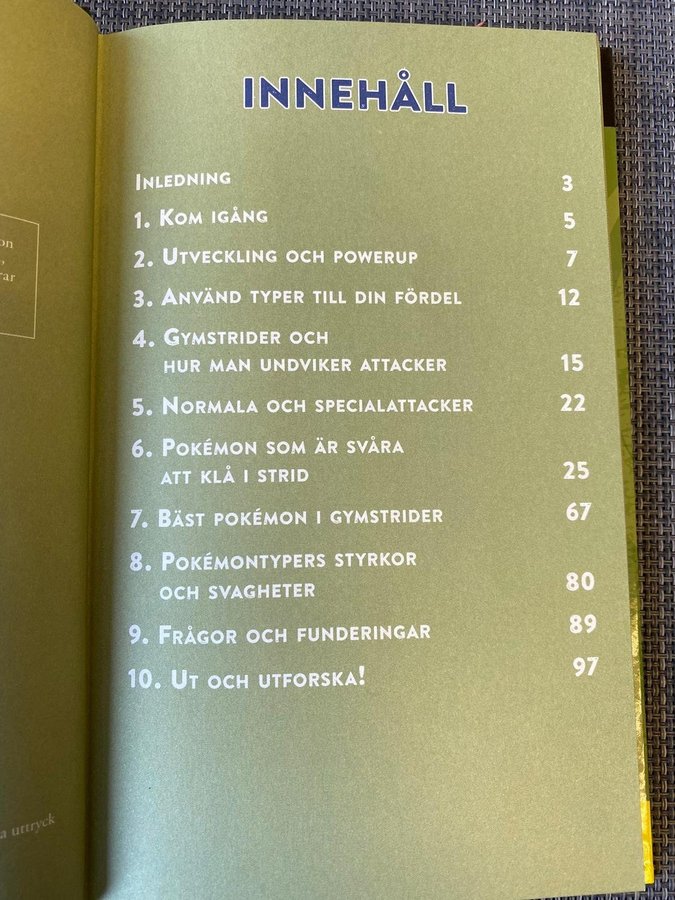 INNEHÅLL
INLEDNING 3
1. KOM IGÅNG 5
2. UTVECKLING OCH POWERUP 7
3. ANVÄND TYPER TILL DIN FÖRDEL 12
4. GYMSTRIDER OCH
HUR MAN UNDVIKER ATTACKER 15
5. NORMALA OCH SPECIALATTACKER 22
6. POKÉMON SOM ÄR SVÅRA
ATT KLÅ I STRID 25
7. BÄST POKÉMON I GYMSTRIDER 67
8. POKÉMONTYPERS STYRKOR
OCH SVAGHETER 80
9. FRÅGOR OCH FUNDERINGAR 89
10. UT OCH UTFORSKA! 97
uttryck